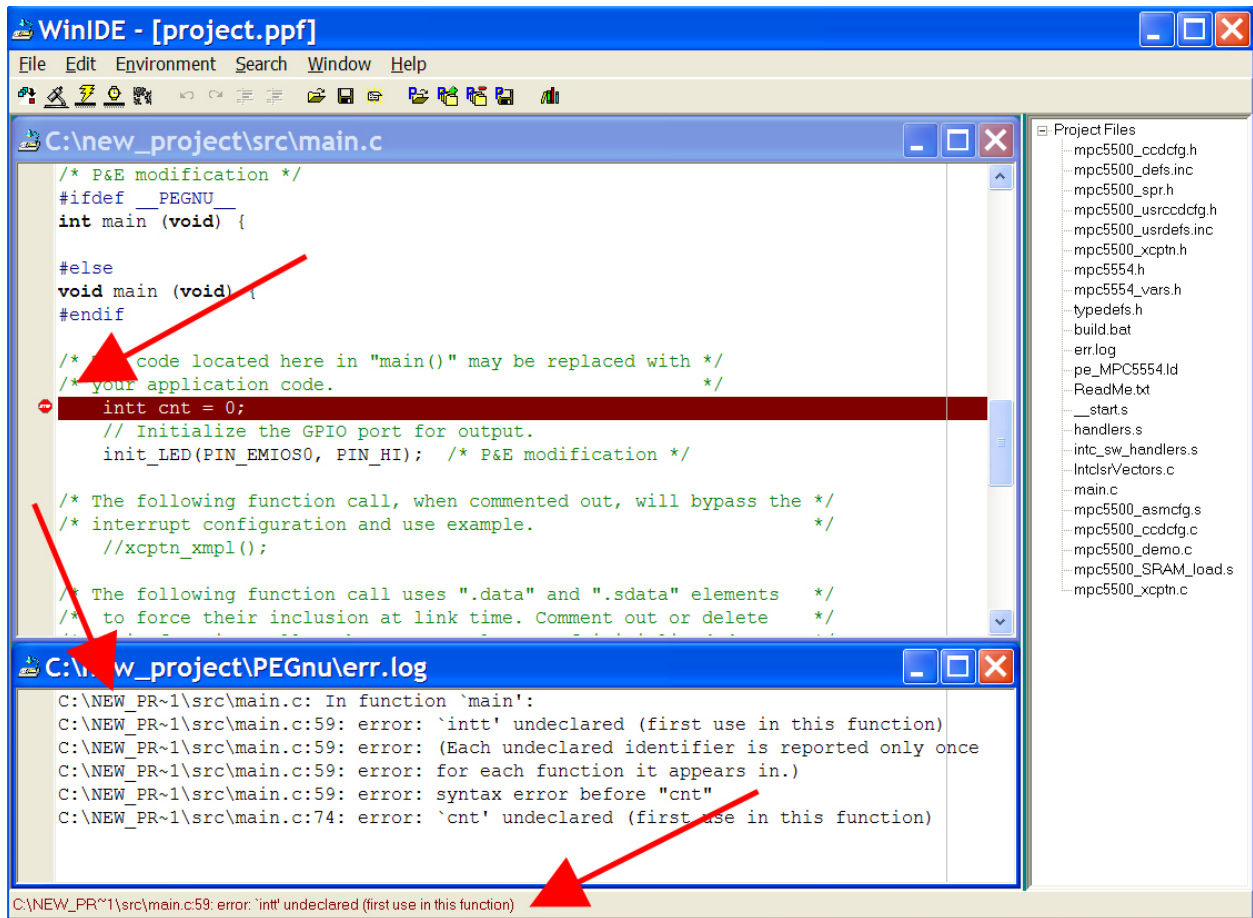 WinIDE - [project.ppf]
File Edit Environment Search Window Help
C:\new_project\src\main.c
/* P&E modification */
#ifdef __PEGNU__
int main (void) {
#else
void main (void) {
#endif
/* code located here in "main()" may be replaced with */
/* your application code. */
intt cnt = 0;
// Initialize the GPIO port for output.
init_LED(PIN_EMIOS0, PIN_HI); /* P&E modification */
/* The following function call, when commented out, will bypass the */
/* interrupt configuration and use example. */
//xcptn_xmpl();
/* The following function call uses ".data" and ".sdata" elements */
/* to force their inclusion at link time. Comment out or delete */
C:\new_project\PEGnu\err.log
C:\NEW_PR~1\src\main.c: In function `main':
C:\NEW_PR~1\src\main.c:59: error: `intt' undeclared (first use in this function)
C:\NEW_PR~1\src\main.c:59: error: (Each undeclared identifier is reported only once
C:\NEW_PR~1\src\main.c:59: error: for each function it appears in.)
C:\NEW_PR~1\src\main.c:59: error: syntax error before "cnt"
C:\NEW_PR~1\src\main.c:74: error: `cnt' undeclared (first use in this function)
C:\NEW_PR~1\src\main.c:59: error: `intt' undeclared (first use in this function)
Project Files
mpc5500_ccdcfg.h
mpc5500_defs.inc
mpc5500_spr.h
mpc5500_usrccdcfg.h
mpc5500_usrdefs.inc
mpc5500_xcptn.h
mpc5554.h
mpc5554_vars.h
typedefs.h
build.bat
err.log
pe_MPC5554.ld
ReadMe.txt
__start.s
handlers.s
intc_sw_handlers.s
IntcIsrVectors.c
main.c
mpc5500_asmcfg.s
mpc5500_ccdcfg.c
mpc5500_demo.c
mpc5500_SRAM_load.s
mpc5500_xcptn.c